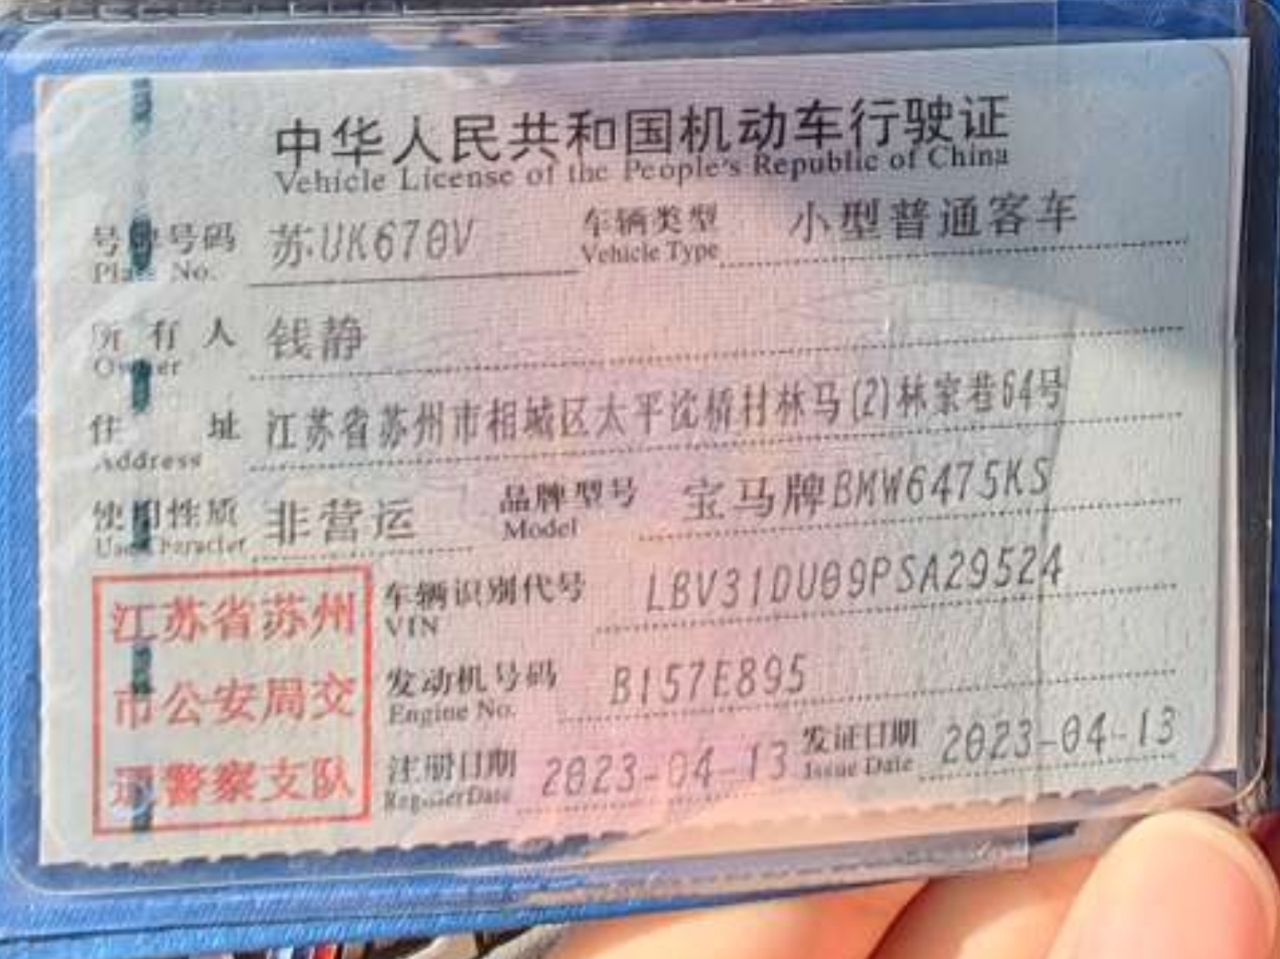 中华人民共和国机动车行驶证
Vehicle License of the People's Republic of China
号牌号码 苏UK670V 车辆类型 小型普通客车
Plate No. Vehicle Type
所有人 钱静
Owner
住址 江苏省苏州市相城区太平沈桥村林马(2)林家巷64号
Address
使用性质 非营运 品牌型号 宝马牌BMW6475KS
Use Character Model
车辆识别代号 LBV31DU09PSA29524
VIN
发动机号码 B157E895
Engine No.
注册日期 2023-04-13 发证日期 2023-04-13
Register Date Issue Date
江苏省苏州
市公安局交
通警察支队